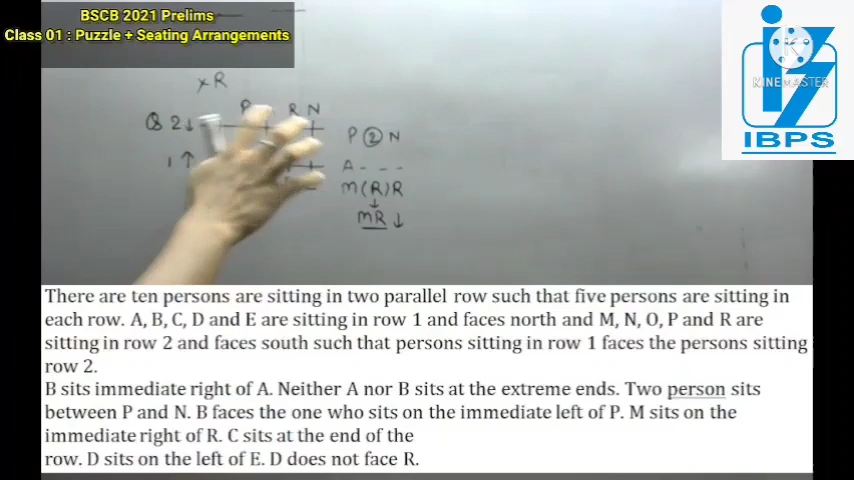 BSCB 2021 Prelims
Class 01 : Puzzle + Seating Arrangements
KINEMASTER
IBPS
× R
R N
2 ↓
P ② N
1 ↑
A - - -
M (R) R
↓
MR ↓
There are ten persons are sitting in two parallel row such that five persons are sitting in
each row. A, B, C, D and E are sitting in row 1 and faces north and M, N, O, P and R are
sitting in row 2 and faces south such that persons sitting in row 1 faces the persons sitting
row 2.
B sits immediate right of A. Neither A nor B sits at the extreme ends. Two person sits
between P and N. B faces the one who sits on the immediate left of P. M sits on the
immediate right of R. C sits at the end of the
row. D sits on the left of E. D does not face R.